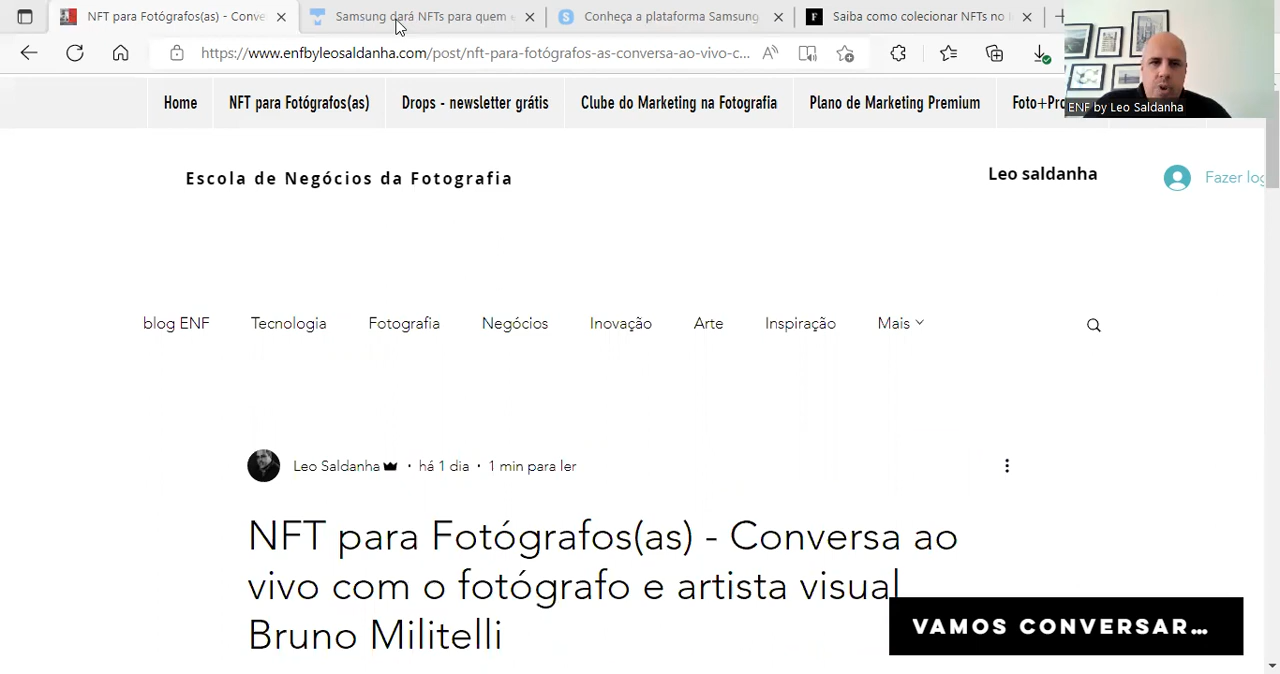 NFT para Fotógrafos(as) - Conve
Samsung dará NFTs para quem e
Conheça a plataforma Samsung
Saiba como colecionar NFTs no I
https://www.enfbyleosaldanha.com/post/nft-para-fotógrafos-as-conversa-ao-vivo-c...
ENF by Leo Saldanha
Home
NFT para Fotógrafos(as)
Drops - newsletter grátis
Clube do Marketing na Fotografia
Plano de Marketing Premium
Foto+Pro
Escola de Negócios da Fotografia
Leo saldanha
Fazer log
blog ENF
Tecnologia
Fotografia
Negócios
Inovação
Arte
Inspiração
Mais
Leo Saldanha · há 1 dia · 1 min para ler
NFT para Fotógrafos(as) - Conversa ao
vivo com o fotógrafo e artista visual
Bruno Militelli
VAMOS CONVERSAR...